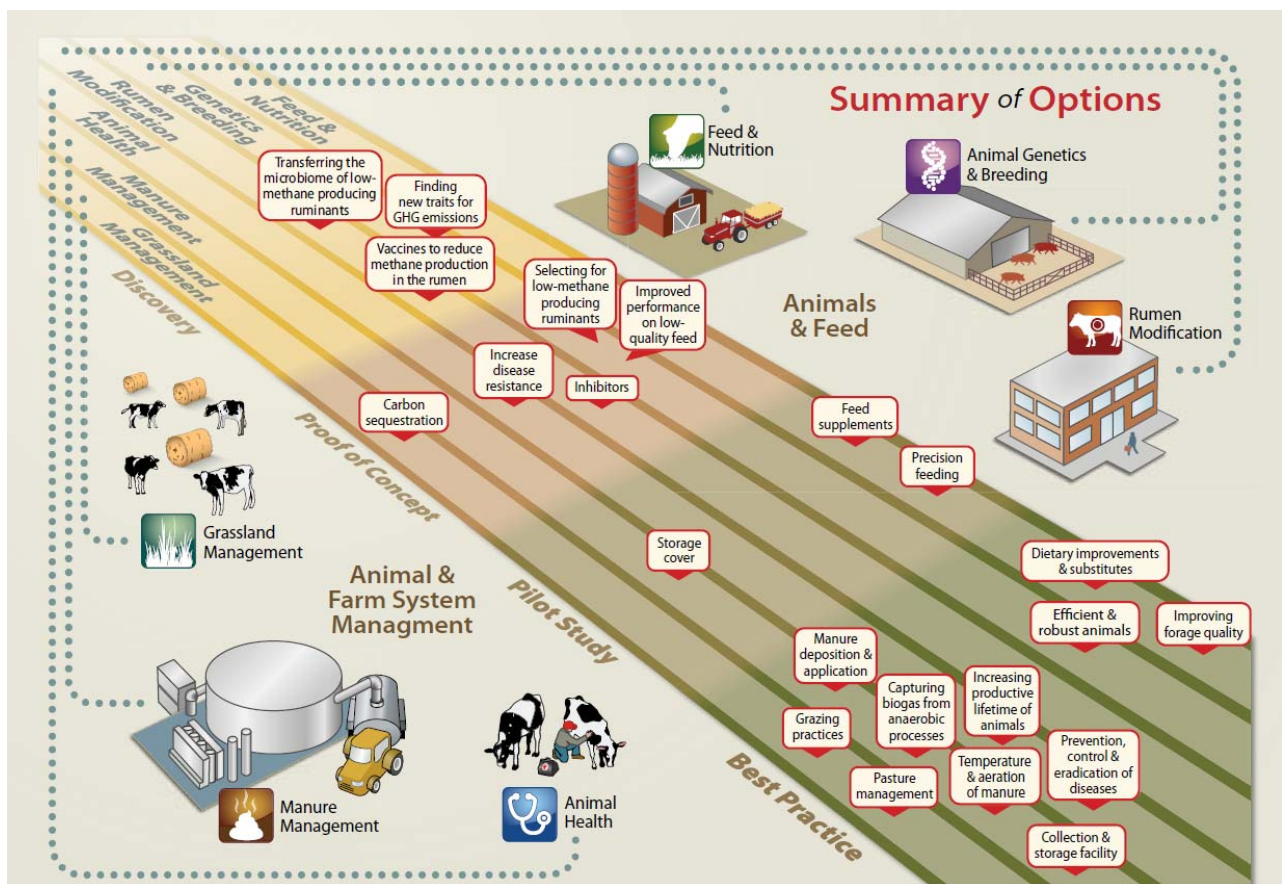 Summary of Options
Feed &
Nutrition
Genetics
& Breeding
Rumen
Modification
Animal
Health
Manure
Management
Grassland
Management
Feed &
Nutrition
Animal Genetics
& Breeding
Rumen
Modification
Animals
& Feed
Transferring the
microbiome of low-
methane producing
ruminants
Finding
new traits for
GHG emissions
Vaccines to reduce
methane production
in the rumen
Discovery
Selecting for
low-methane
producing
ruminants
Improved
performance
on low-
quality feed
Increase
disease
resistance
Inhibitors
Carbon
sequestration
Proof of Concept
Feed
supplements
Precision
feeding
Storage
cover
Pilot Study
Dietary improvements
& substitutes
Efficient &
robust animals
Improving
forage quality
Manure
deposition &
application
Capturing
biogas from
anaerobic
processes
Increasing
productive
lifetime of
animals
Grazing
practices
Pasture
management
Temperature
& aeration
of manure
Prevention,
control &
eradication of
diseases
Collection &
storage facility
Best Practice
Grassland
Management
Animal &
Farm System
Managment
Manure
Management
Animal
Health